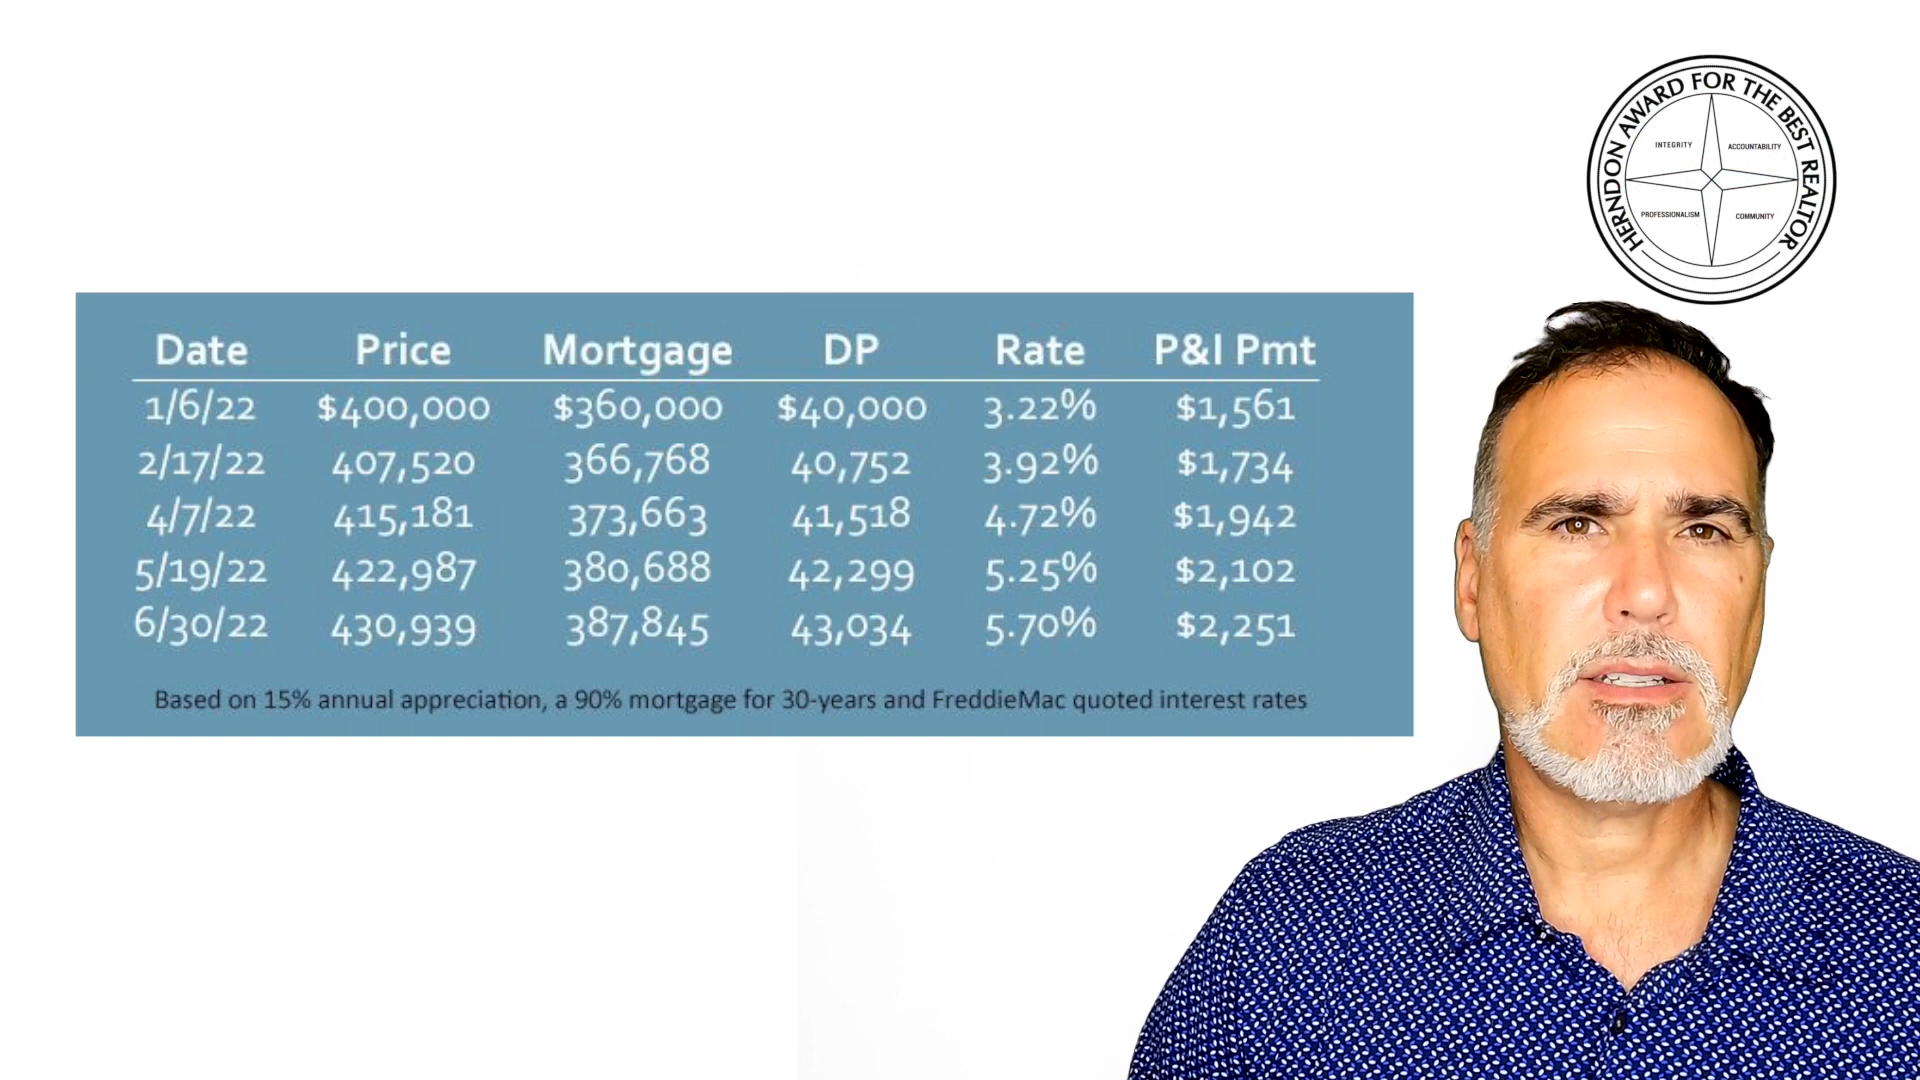 HERNDON AWARD FOR THE BEST REALTOR
INTEGRITY
ACCOUNTABILITY
PROFESSIONALISM
COMMUNITY
Date Price Mortgage DP Rate P&I Pmt
1/6/22 $400,000 $360,000 $40,000 3.22% $1,561
2/17/22 407,520 366,768 40,752 3.92% $1,734
4/7/22 415,181 373,663 41,518 4.72% $1,942
5/19/22 422,987 380,688 42,299 5.25% $2,102
6/30/22 430,939 387,845 43,034 5.70% $2,251
Based on 15% annual appreciation, a 90% mortgage for 30-years and FreddieMac quoted interest rates